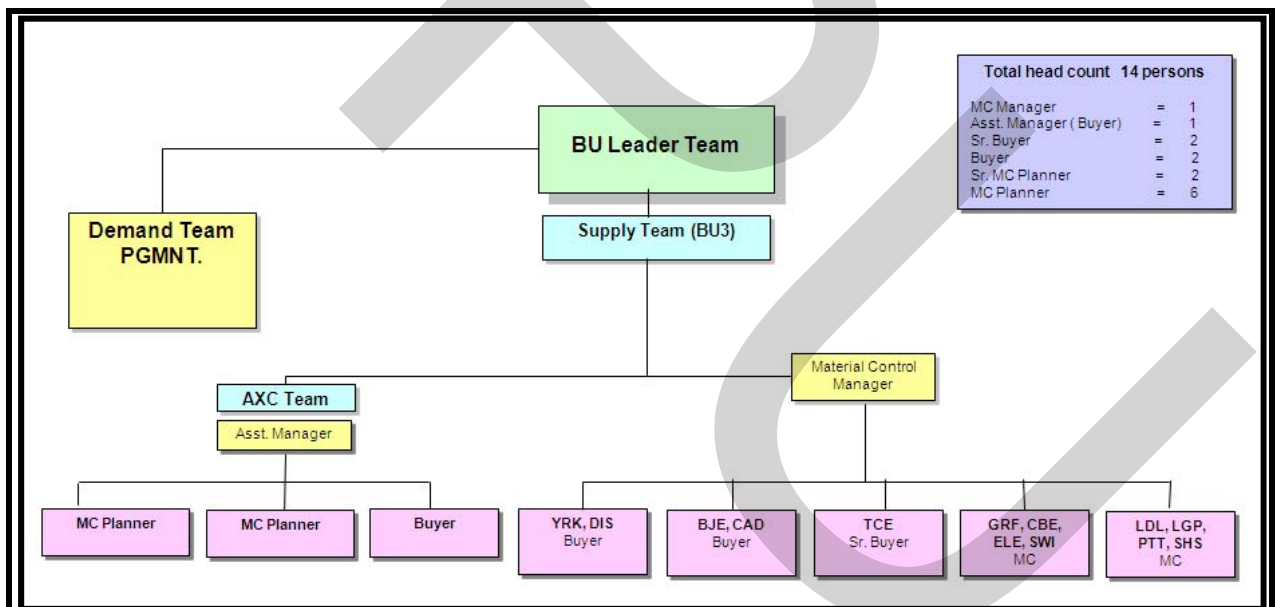 Total head count 14 persons
MC Manager = 1
Asst. Manager ( Buyer) = 1
Sr. Buyer = 2
Buyer = 2
Sr. MC Planner = 2
MC Planner = 6
BU Leader Team
Demand Team
PGMNT.
Supply Team (BU3)
Material Control
Manager
AXC Team
Asst. Manager
MC Planner
MC Planner
Buyer
YRK, DIS
Buyer
BJE, CAD
Buyer
TCE
Sr. Buyer
GRF, CBE,
ELE, SWI
MC
LDL, LGP,
PTT, SHS
MC